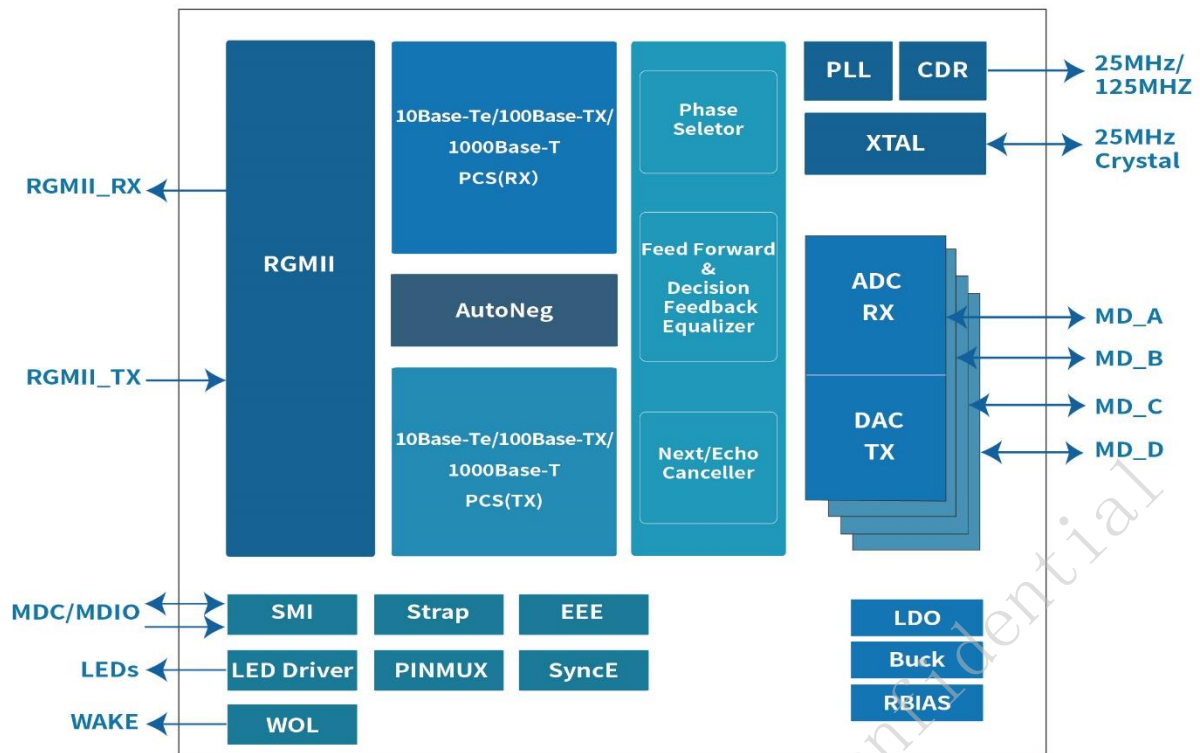 RGMII_RX
RGMII_TX
RGMII
10Base-Te/100Base-TX/
1000Base-T
PCS(RX)
AutoNeg
10Base-Te/100Base-TX/
1000Base-T
PCS(TX)
Phase
Seletor
Feed Forward
&
Decision
Feedback
Equalizer
Next/Echo
Canceller
PLL
CDR
25MHz/
125MHZ
XTAL
25MHz
Crystal
ADC
RX
DAC
TX
MD_A
MD_B
MD_C
MD_D
MDC/MDIO
SMI
Strap
EEE
LEDs
LED Driver
PINMUX
SyncE
WAKE
WOL
LDO
Buck
RBIAS